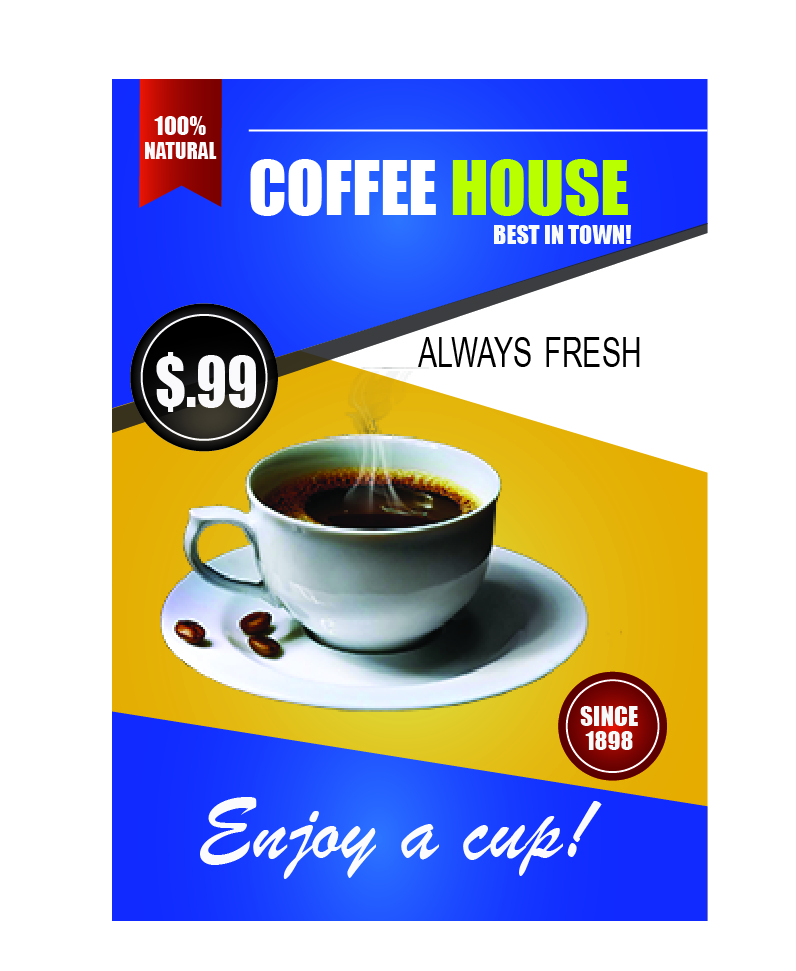 100%
NATURAL
COFFEE HOUSE
BEST IN TOWN!
ALWAYS FRESH
$.99
SINCE
1898
Enjoy a cup!